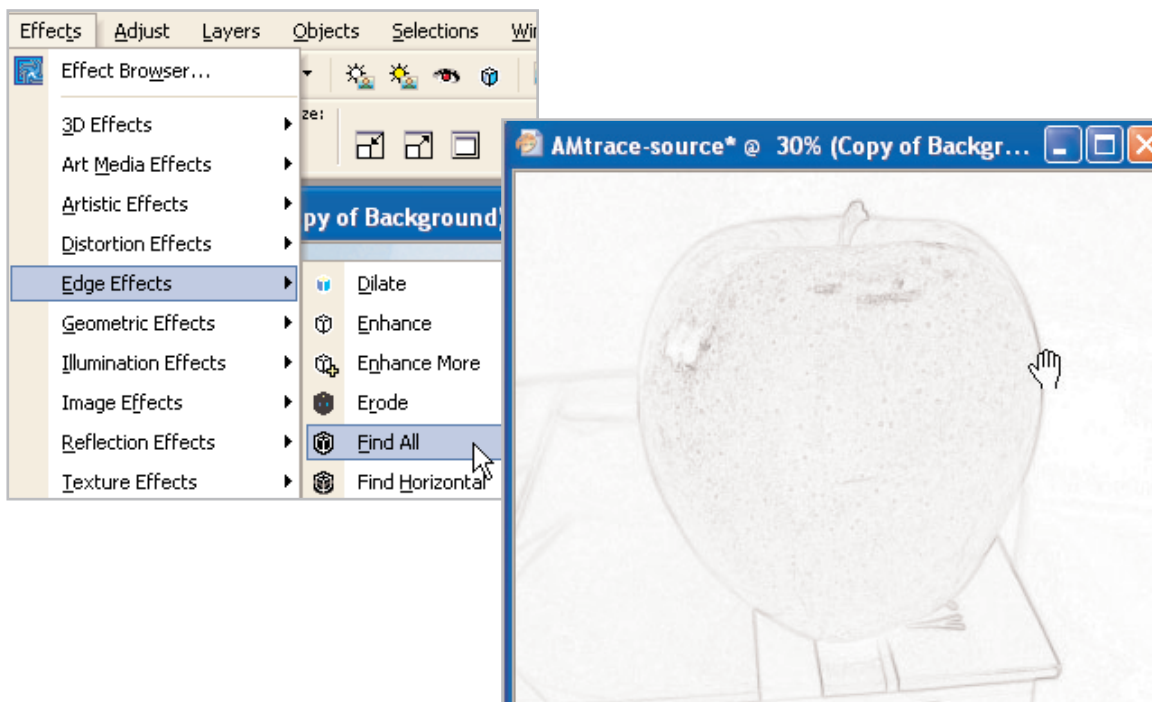 Effects Adjust Layers Objects Selections
Effect Browser...
3D Effects
Art Media Effects
Artistic Effects
Distortion Effects
Edge Effects
Geometric Effects
Illumination Effects
Image Effects
Reflection Effects
Texture Effects
ze:
py of Background)
Dilate
Enhance
Enhance More
Erode
Find All
Find Horizontal
AMtrace-source* @ 30% (Copy of Backgr...